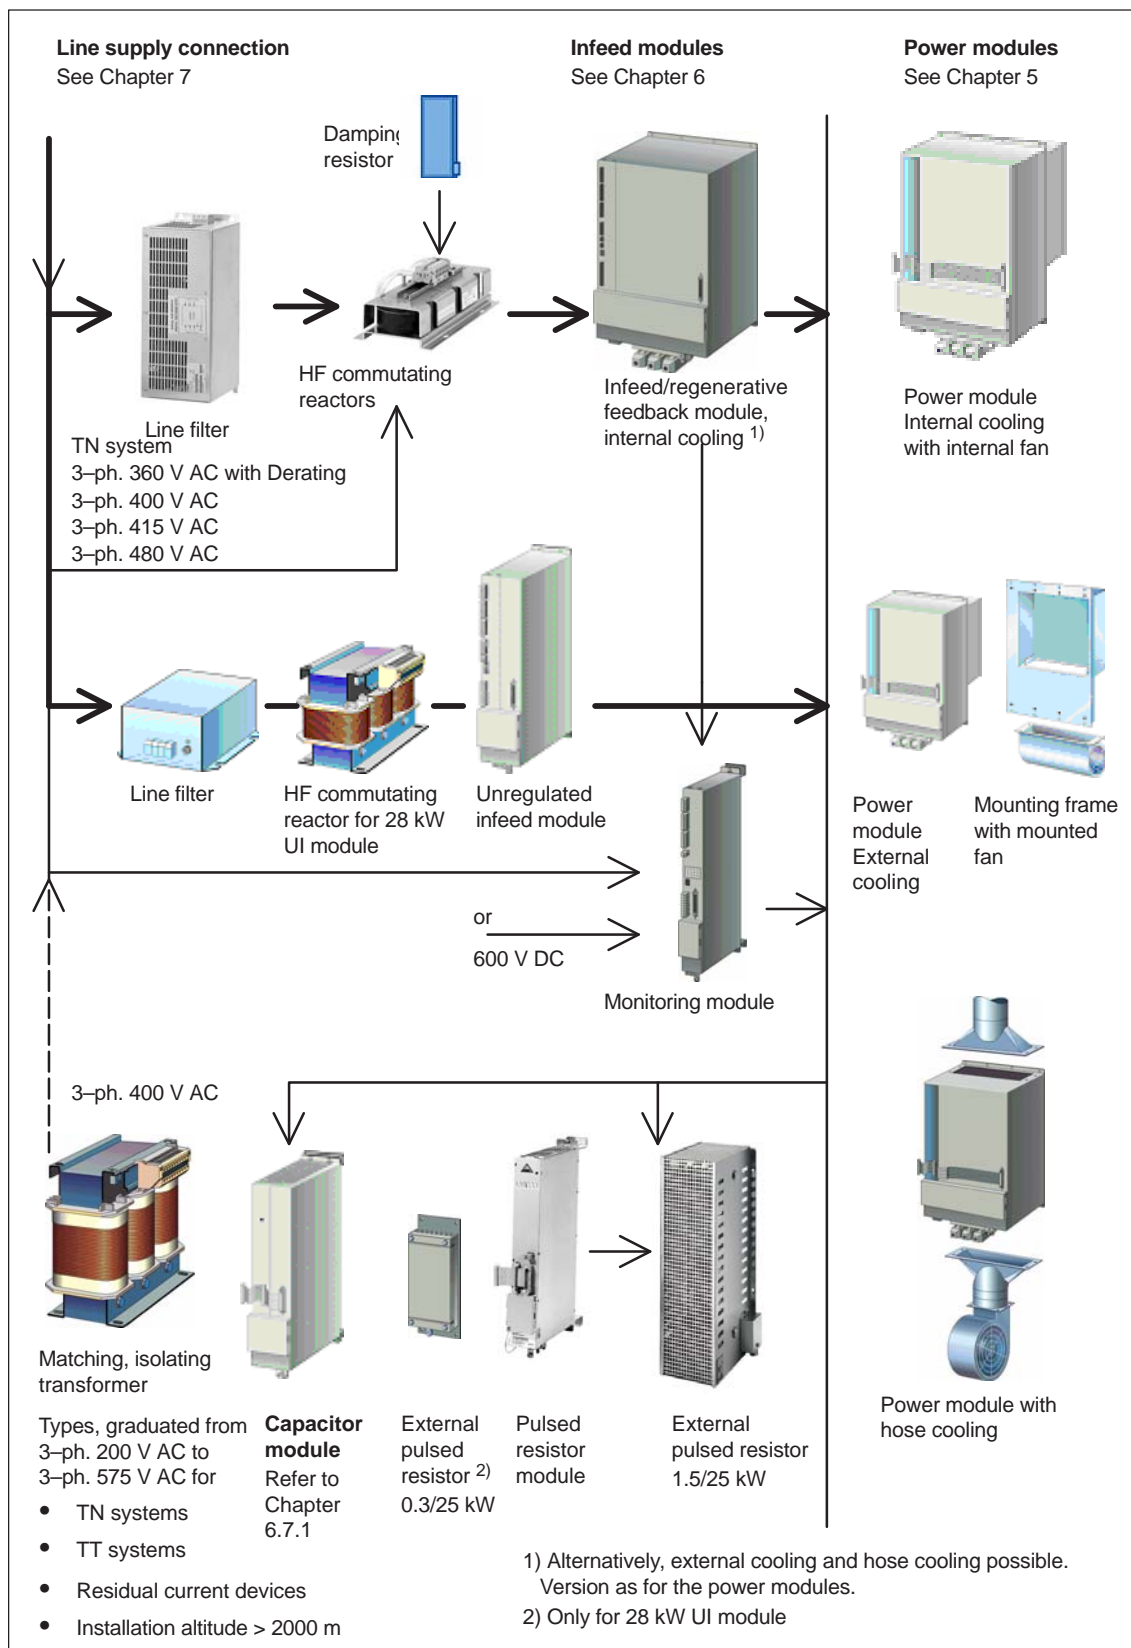 Line supply connection
See Chapter 7
Infeed modules
See Chapter 6
Power modules
See Chapter 5
Damping
resistor
HF commutating
reactors
Line filter
Infeed/regenerative
feedback module,
internal cooling 1)
Power module
Internal cooling
with internal fan
TN system
3–ph. 360 V AC with Derating
3–ph. 400 V AC
3–ph. 415 V AC
3–ph. 480 V AC
Line filter
HF commutating
reactor for 28 kW
UI module
Unregulated
infeed module
Power
module
External
cooling
Mounting frame
with mounted
fan
or
600 V DC
Monitoring module
3–ph. 400 V AC
Matching, isolating
transformer
Types, graduated from
3–ph. 200 V AC to
3–ph. 575 V AC for
• TN systems
• TT systems
• Residual current devices
• Installation altitude > 2000 m
Capacitor
module
Refer to
Chapter
6.7.1
External
pulsed
resistor 2)
0.3/25 kW
Pulsed
resistor
module
External
pulsed resistor
1.5/25 kW
Power module with
hose cooling
1) Alternatively, external cooling and hose cooling possible.
Version as for the power modules.
2) Only for 28 kW UI module